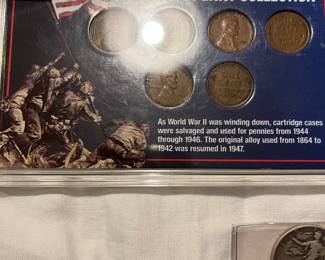 COLLECTION
As World War II was winding down, cartridge cases
were salvaged and used for pennies from 1944
through 1946. The original alloy used from 1864 to
1942 was resumed in 1947.